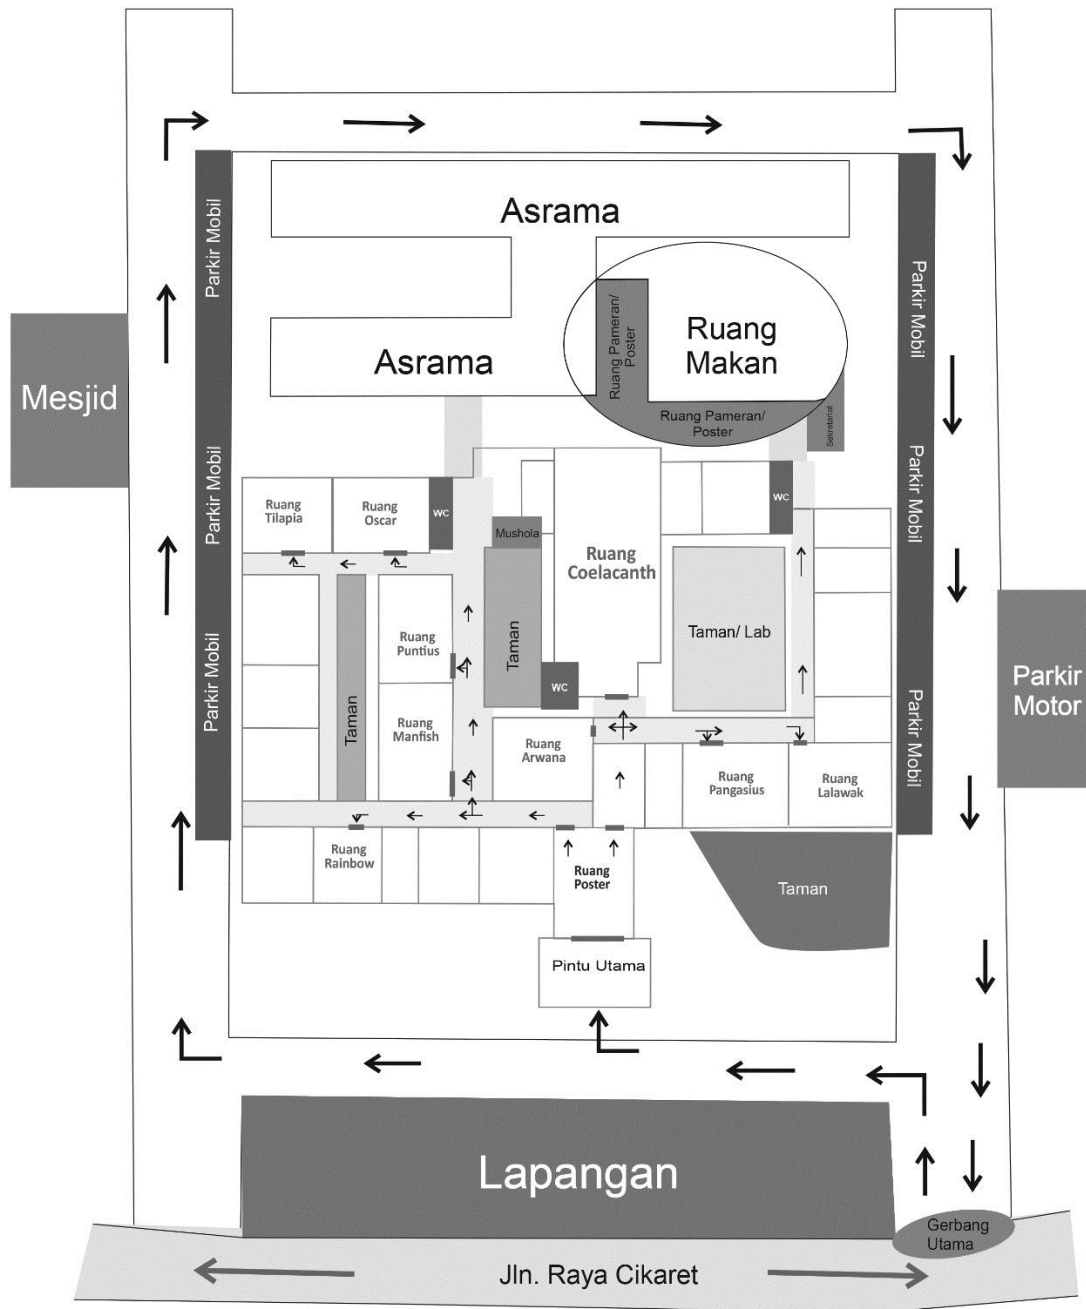 Asrama
Parkir Mobil
Parkir Mobil
Ruang Pameran/
Poster
Ruang
Makan
Asrama
Mesjid
Ruang Pameran/
Poster
Sekretariat
Parkir Mobil
Parkir Mobil
Ruang
Tilapia
Ruang
Oscar
WC
WC
Mushola
Ruang
Coelacanth
Taman
Taman/ Lab
Ruang
Puntius
Parkir Mobil
WC
Parkir Motor
Taman
Ruang
Manfish
Parkir Mobil
Ruang
Arwana
Ruang
Pangasius
Ruang
Lalawak
Ruang
Rainbow
Ruang
Poster
Taman
Pintu Utama
Lapangan
Gerbang
Utama
Jln. Raya Cikaret